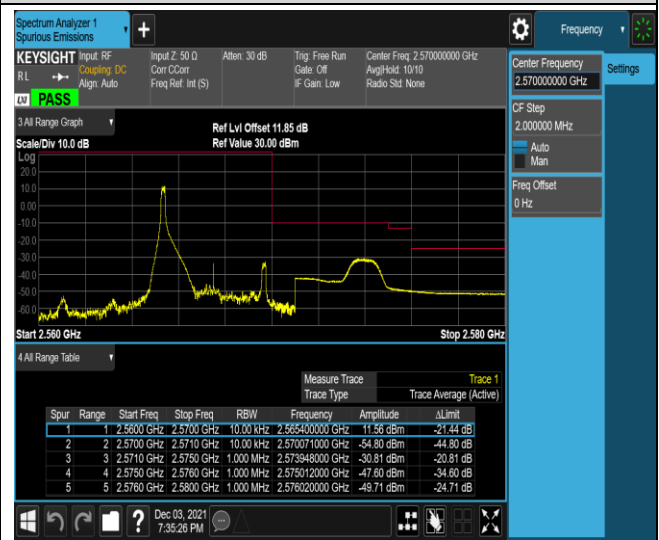 Spectrum Analyzer 1
Spurious Emissions
Frequency
KEYSIGHT
RL
Input: RF
Coupling: DC
Align: Auto
Input Z: 50 Ω
Corr CCorr
Freq Ref: Int (S)
Atten: 30 dB
Trig: Free Run
Gate: Off
IF Gain: Low
Center Freq: 2.570000000 GHz
Avg|Hold: 10/10
Radio Std: None
LXI PASS
Center Frequency
2.570000000 GHz
Settings
CF Step
2.000000 MHz
Auto
Man
Freq Offset
0 Hz
3 All Range Graph
Ref Lvl Offset 11.85 dB
Scale/Div 10.0 dB Ref Value 30.00 dBm
Log
20.0
10.0
0.00
-10.0
-20.0
-30.0
-40.0
-50.0
-60.0
Start 2.560 GHz Stop 2.580 GHz
4 All Range Table
Measure Trace Trace 1
Trace Type Trace Average (Active)
Spur Range Start Freq Stop Freq RBW Frequency Amplitude ΔLimit
1 1 2.5600 GHz 2.5700 GHz 10.00 kHz 2.565400000 GHz 11.56 dBm -21.44 dB
2 2 2.5700 GHz 2.5710 GHz 10.00 kHz 2.570071000 GHz -54.80 dBm -44.80 dB
3 3 2.5710 GHz 2.5750 GHz 1.000 MHz 2.573948000 GHz -30.81 dBm -20.81 dB
4 4 2.5750 GHz 2.5760 GHz 1.000 MHz 2.575012000 GHz -47.60 dBm -34.60 dB
5 5 2.5760 GHz 2.5800 GHz 1.000 MHz 2.576020000 GHz -49.71 dBm -24.71 dB
Dec 03, 2021
7:35:26 PM